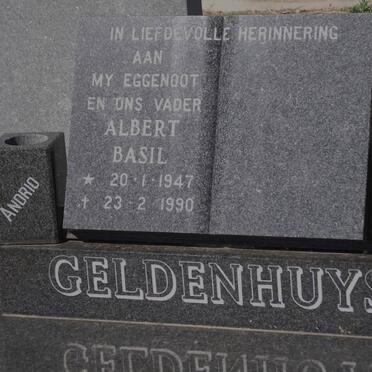 IN LIEFDEVOLLE HERINNERING
AAN
MY EGGENOOT
EN ONS VADER
ALBERT
BASIL
★ 20·1·1947
† 23·2·1990
ANDRIO
GELDENHUYS